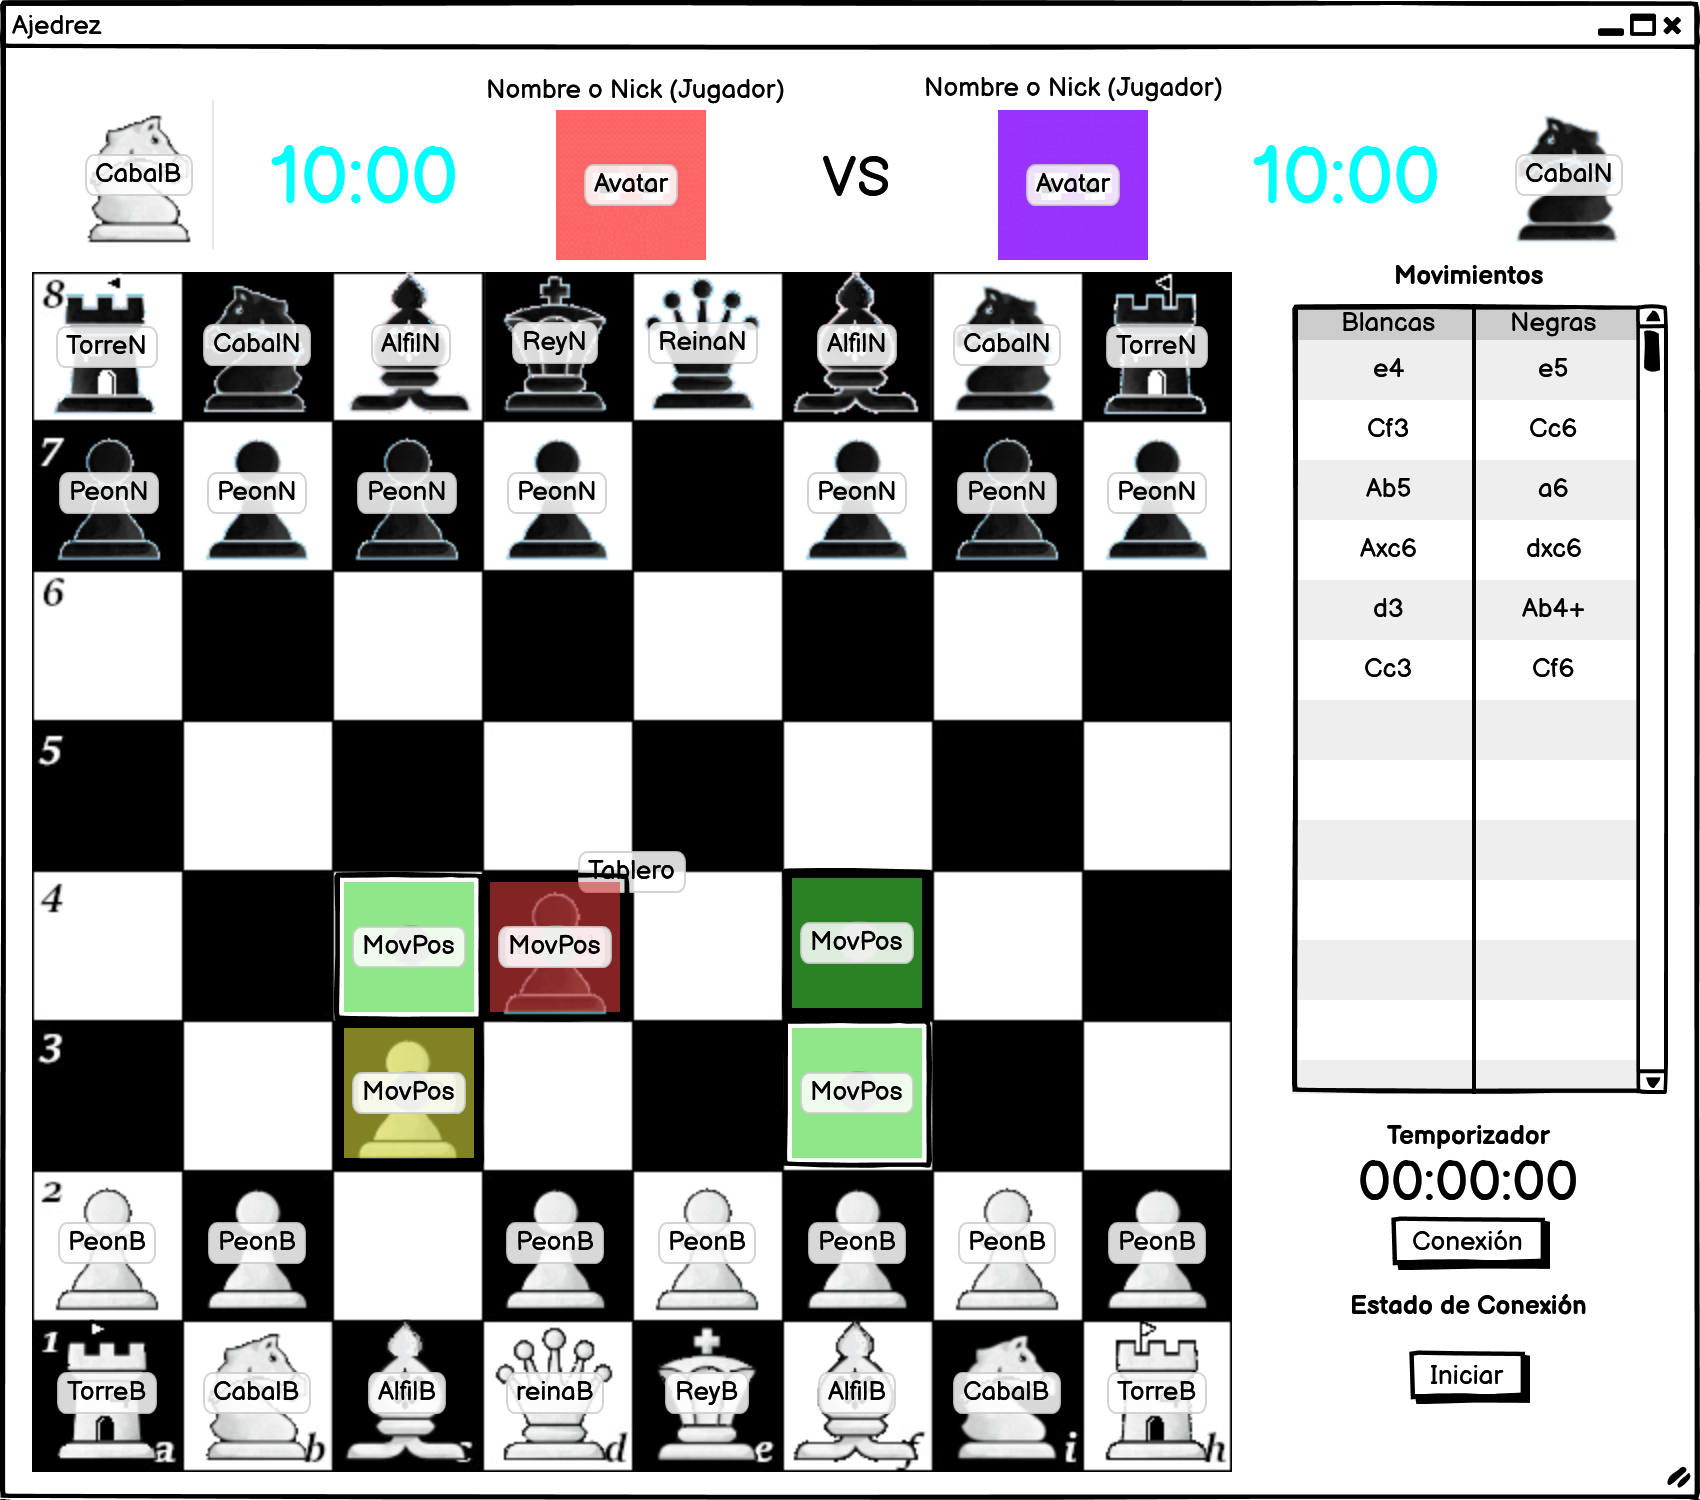 Ajedrez
Nombre o Nick (Jugador)
Nombre o Nick (Jugador)
CabalB
10:00
Avatar
VS
Avatar
10:00
CabalN
8
TorreN
CabalN
AlfilN
ReyN
ReinaN
AlfilN
CabalN
TorreN
7
PeonN
PeonN
PeonN
PeonN
PeonN
PeonN
PeonN
6
5
Tablero
4
MovPos
MovPos
MovPos
3
MovPos
MovPos
2
PeonB
PeonB
PeonB
PeonB
PeonB
PeonB
PeonB
1
TorreB
CabalB
AlfilB
reinaB
ReyB
AlfilB
CabalB
TorreB
a
b
c
d
e
f
i
h
Movimientos
Blancas Negras
e4 e5
Cf3 Cc6
Ab5 a6
Axc6 dxc6
d3 Ab4+
Cc3 Cf6
Temporizador
00:00:00
Conexión
Estado de Conexión
Iniciar